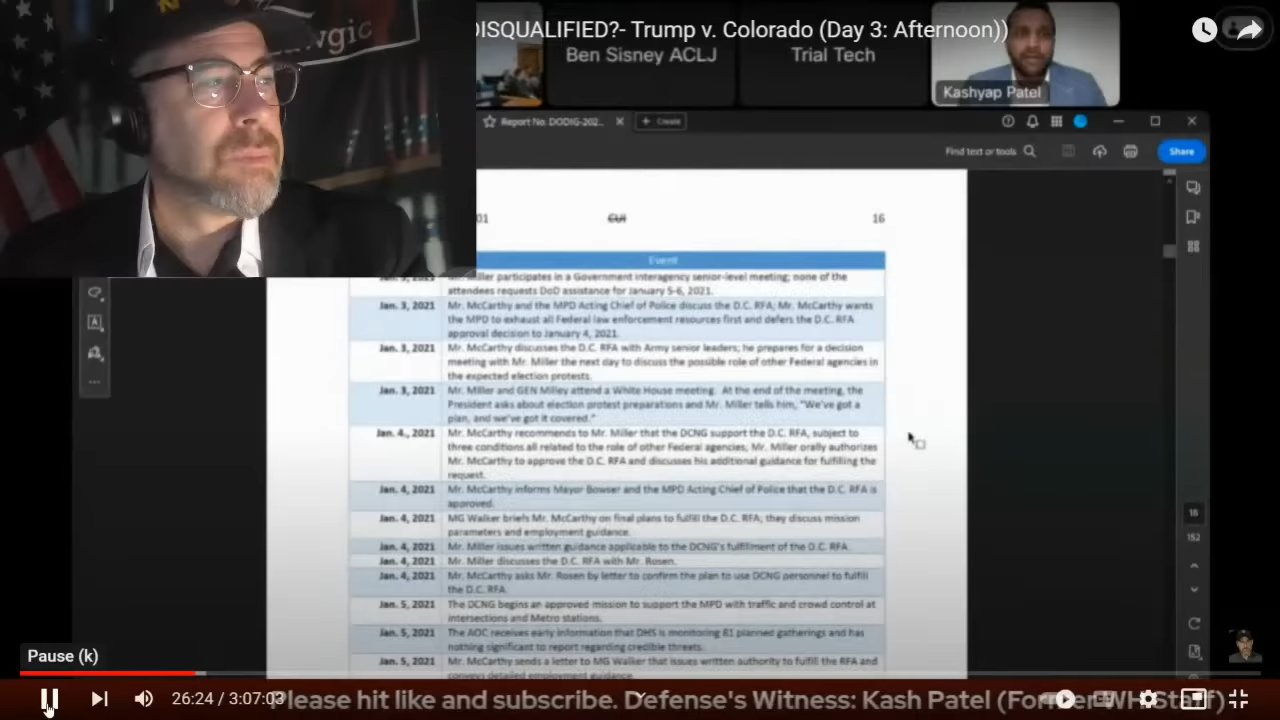 DISQUALIFIED?- Trump v. Colorado (Day 3: Afternoon))
Ben Sisney ACLJ
Trial Tech
Kashyap Patel
Report No. DODIG-202...
+ Create
Find text or tools
Share
01
CUI
16
Event
Mr. Miller participates in a Government interagency senior-level meeting; none of the
attendees requests DoD assistance for January 5-6, 2021.
Jan. 3, 2021
Mr. McCarthy and the MPD Acting Chief of Police discuss the D.C. RFA; Mr. McCarthy wants
the MPD to exhaust all Federal law enforcement resources first and defers the D.C. RFA
approval decision to January 4, 2021.
Jan. 3, 2021
Mr. McCarthy discusses the D.C. RFA with Army senior leaders; he prepares for a decision
meeting with Mr. Miller the next day to discuss the possible role of other Federal agencies in
the expected election protests.
Jan. 3, 2021
Mr. Miller and GEN Milley attend a White House meeting. At the end of the meeting, the
President asks about election protest preparations and Mr. Miller tells him, "We've got a
plan, and we've got it covered."
Jan. 4., 2021
Mr. McCarthy recommends to Mr. Miller that the DCNG support the D.C. RFA, subject to
three conditions all related to the role of other Federal agencies; Mr. Miller orally authorizes
Mr. McCarthy to approve the D.C. RFA and discusses his additional guidance for fulfilling the
request.
Jan. 4, 2021
Mr. McCarthy informs Mayor Bowser and the MPD Acting Chief of Police that the D.C. RFA is
approved.
Jan. 4, 2021
MG Walker briefs Mr. McCarthy on final plans to fulfill the D.C. RFA; they discuss mission
parameters and employment guidance.
Jan. 4, 2021
Mr. Miller issues written guidance applicable to the DCNG's fulfillment of the D.C. RFA.
Jan. 4, 2021
Mr. Miller discusses the D.C. RFA with Mr. Rosen.
Jan. 4, 2021
Mr. McCarthy asks Mr. Rosen by letter to confirm the plan to use DCNG personnel to fulfill
the D.C. RFA.
Jan. 5, 2021
The DCNG begins an approved mission to support the MPD with traffic and crowd control at
intersections and Metro stations.
Jan. 5, 2021
The AOC receives early information that DHS is monitoring 81 planned gatherings and has
nothing significant to report regarding credible threats.
Jan. 5, 2021
Mr. McCarthy sends a letter to MG Walker that issues written authority to fulfill the RFA and
conveys detailed employment guidance.
152
Pause (k)
26:24 / 3:07:03
Please hit like and subscribe. Defense's Witness: Kash Patel (Former WH Staff)